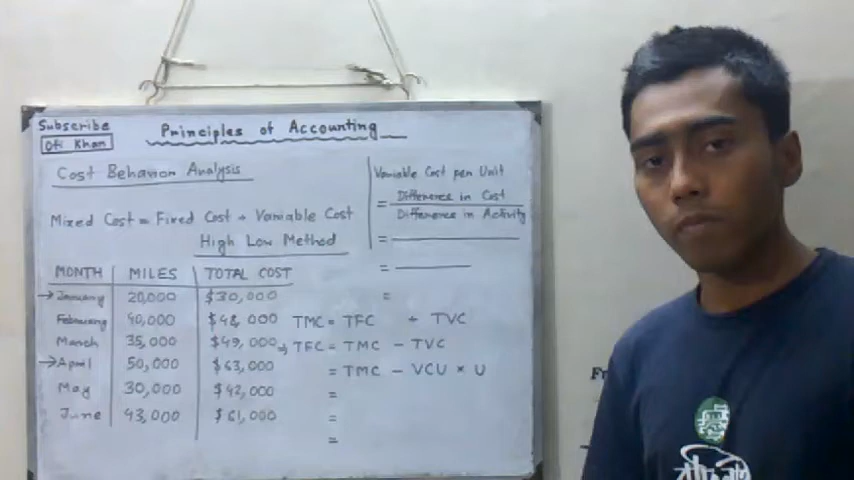 Subscribe
Oti Khan
Principles of Accounting
Cost Behavior Analysis
Mixed Cost = Fixed Cost + Variable Cost
High Low Method
Variable Cost per Unit
= Difference in Cost
Difference in Activity
=
=
=
MONTH MILES TOTAL COST
→January 20,000 $30,000
February 40,000 $48,000 TMC = TFC + TVC
March 35,000 $49,000 ⇒ TFC = TMC - TVC
→April 50,000 $63,000 = TMC - VCU × U
May 30,000 $42,000 =
June 43,000 $61,000 =
=